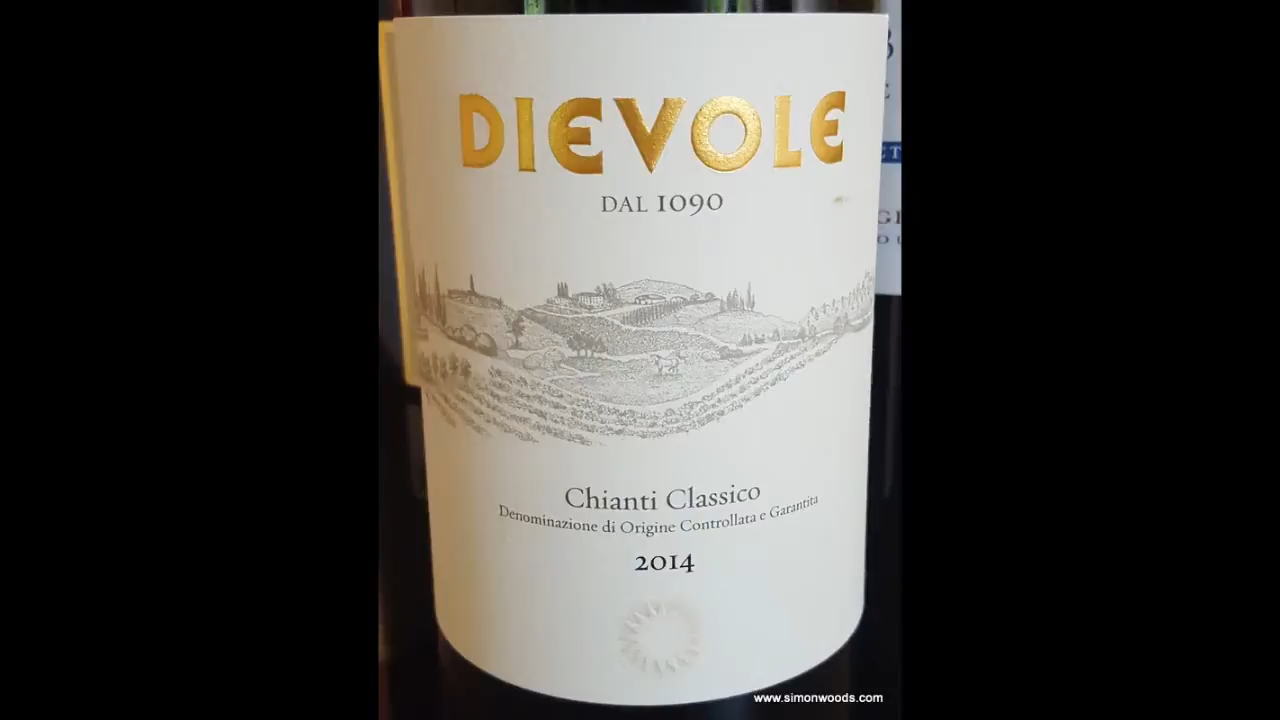 DIEVOLE
DAL 1090
Chianti Classico
Denominazione di Origine Controllata e Garantita
2014
www.simonwoods.com